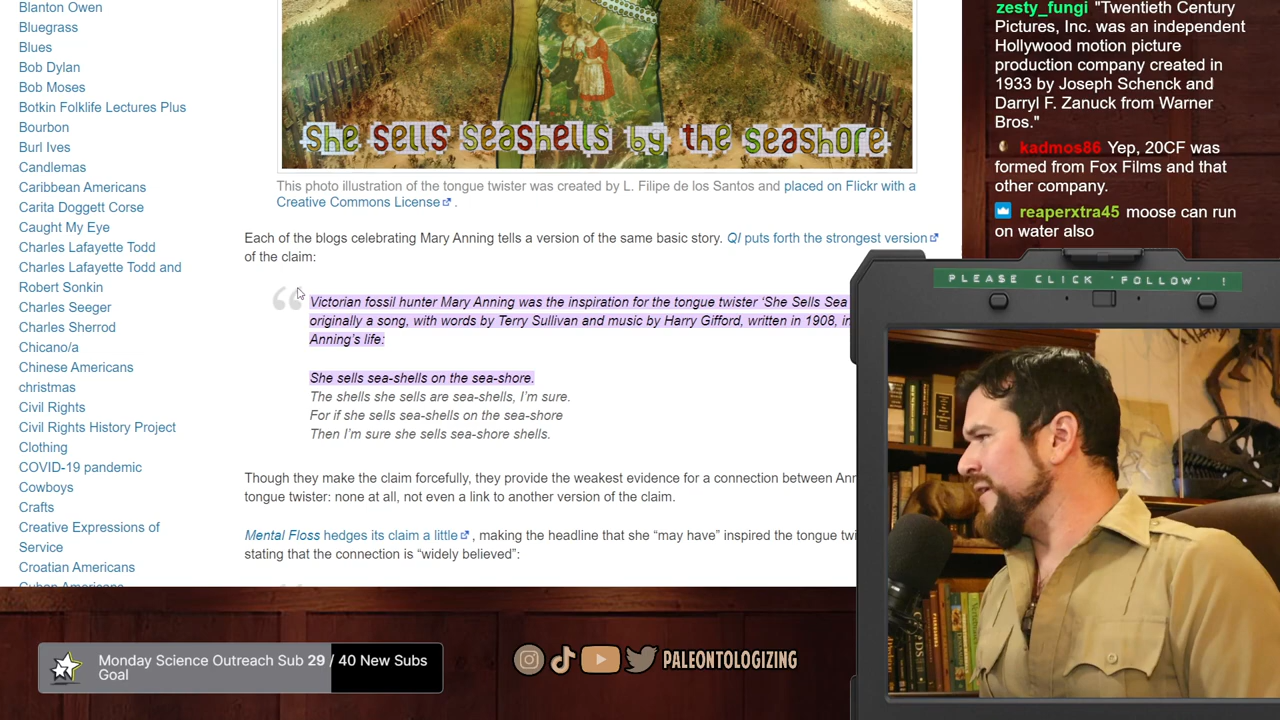 Blanton Owen
Bluegrass
Blues
Bob Dylan
Bob Moses
Botkin Folklife Lectures Plus
Bourbon
Burl Ives
Candlemas
Caribbean Americans
Carita Doggett Corse
Caught My Eye
Charles Lafayette Todd
Charles Lafayette Todd and
Robert Sonkin
Charles Seeger
Charles Sherrod
Chicano/a
Chinese Americans
christmas
Civil Rights
Civil Rights History Project
Clothing
COVID-19 pandemic
Cowboys
Crafts
Creative Expressions of
Service
Croatian Americans
Cuban Americans
she sells seashells by the seashore
This photo illustration of the tongue twister was created by L. Filipe de los Santos and placed on Flickr with a
Creative Commons License .
Each of the blogs celebrating Mary Anning tells a version of the same basic story. QI puts forth the strongest version
of the claim:
Victorian fossil hunter Mary Anning was the inspiration for the tongue twister ‘She Sells Sea
originally a song, with words by Terry Sullivan and music by Harry Gifford, written in 1908, in
Anning’s life:
She sells sea-shells on the sea-shore.
The shells she sells are sea-shells, I’m sure.
For if she sells sea-shells on the sea-shore
Then I’m sure she sells sea-shore shells.
Though they make the claim forcefully, they provide the weakest evidence for a connection between Ann
tongue twister: none at all, not even a link to another version of the claim.
Mental Floss hedges its claim a little , making the headline that she “may have” inspired the tongue twi
stating that the connection is “widely believed”:
zesty_fungi "Twentieth Century
Pictures, Inc. was an independent
Hollywood motion picture
production company created in
1933 by Joseph Schenck and
Darryl F. Zanuck from Warner
Bros."
kadmos86 Yep, 20CF was
formed from Fox Films and that
other company.
reaperxtra45 moose can run
on water also
PLEASE CLICK 'FOLLOW' !
Monday Science Outreach Sub 29 / 40 New Subs
Goal
PALEONTOLOGIZING